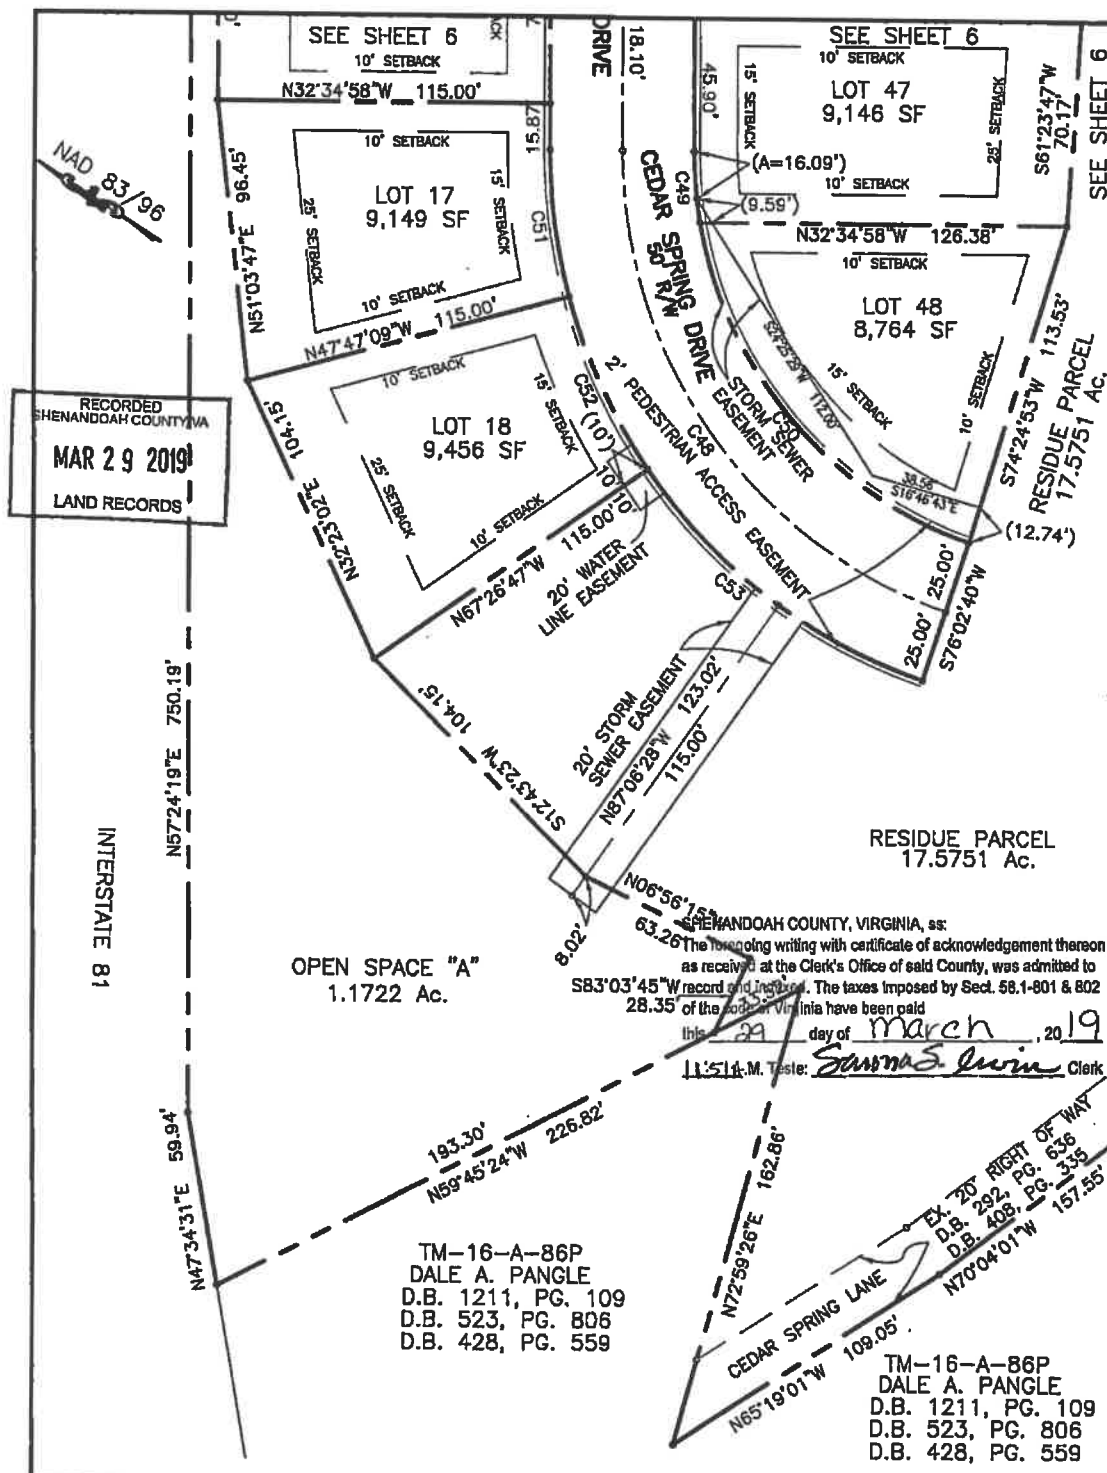 SEE SHEET 6
10' SETBACK
N32°34'58"W 115.00'
15.87'
DRIVE
18.10'
45.90'
SEE SHEET 6
10' SETBACK
15' SETBACK
LOT 47
9,146 SF
25' SETBACK
10' SETBACK
S61°23'47"W
70.17'
SEE SHEET 6
NAD 83/96
N51°03'47"E 96.45'
10' SETBACK
LOT 17
9,149 SF
15' SETBACK
25' SETBACK
10' SETBACK
C51
C49
(A=16.09')
(9.59')
N32°34'58"W 126.38'
CEDAR SPRING DRIVE
50' R/W
N47°47'09"W 115.00'
10' SETBACK
LOT 48
8,764 SF
15' SETBACK
10' SETBACK
S24°25'29"W 112.00'
S74°24'53"W 113.53'
RESIDUE PARCEL
17.5751 Ac.
RECORDED
SHENANDOAH COUNTY VA
MAR 29 2019
LAND RECORDS
104.15'
N32°23'02"E
10' SETBACK
LOT 18
9,456 SF
15' SETBACK
25' SETBACK
10' SETBACK
C52 (10')
10'
10'
2' PEDESTRIAN ACCESS EASEMENT
C48
STORM SEWER
EASEMENT
C50
38.56'
S16°46'43"E
(12.74')
N67°26'47"W 115.00'
20' WATER
LINE EASEMENT
C53
25.00'
25.00'
S76°02'40"W
N57°24'19"E 750.19'
104.15'
S12°43'23"W
20' STORM
SEWER EASEMENT
N87°06'28"W 123.02'
115.00'
INTERSTATE 81
RESIDUE PARCEL
17.5751 Ac.
N06°56'15"
63.26'
8.02'
OPEN SPACE "A"
1.1722 Ac.
S83°03'45"W
28.35'
SHENANDOAH COUNTY, VIRGINIA, ss:
The foregoing writing with certificate of acknowledgement thereon
as received at the Clerk's Office of said County, was admitted to
record and indexed. The taxes imposed by Sect. 58.1-801 & 802
of the code of Virginia have been paid
this 29 day of March, 2019
11:51 A.M. Teste: Sarona S. Irvin Clerk
193.30'
N59°45'24"W 226.82'
59.94'
N47°34'31"E
N72°59'26"E 162.86'
EX. 20' RIGHT OF WAY
D.B. 292, PG. 636
D.B. 408, PG. 335
N70°04'01"W 157.55'
CEDAR SPRING LANE
N65°19'01"W 109.05'
TM-16-A-86P
DALE A. PANGLE
D.B. 1211, PG. 109
D.B. 523, PG. 806
D.B. 428, PG. 559
TM-16-A-86P
DALE A. PANGLE
D.B. 1211, PG. 109
D.B. 523, PG. 806
D.B. 428, PG. 559